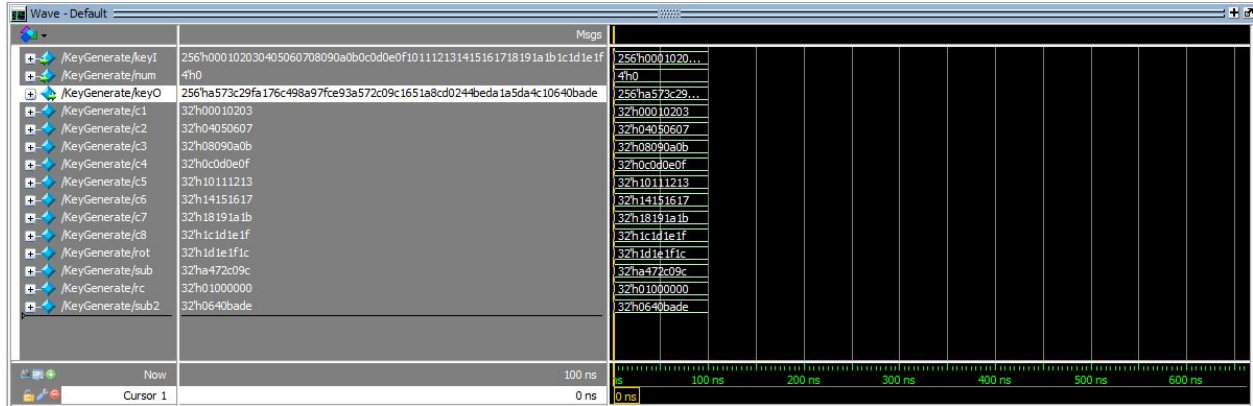 Wave - Default
Msgs
/KeyGenerate/keyI 256'h000102030405060708090a0b0c0d0e0f101112131415161718191a1b1c1d1e1f 256'h0001020...
/KeyGenerate/num 4'h0 4'h0
/KeyGenerate/keyO 256'ha573c29fa176c498a97fce93a572c09c1651a8cd0244beda1a5da4c10640bade 256'ha573c29...
/KeyGenerate/c1 32'h00010203 32'h00010203
/KeyGenerate/c2 32'h04050607 32'h04050607
/KeyGenerate/c3 32'h08090a0b 32'h08090a0b
/KeyGenerate/c4 32'h0c0d0e0f 32'h0c0d0e0f
/KeyGenerate/c5 32'h10111213 32'h10111213
/KeyGenerate/c6 32'h14151617 32'h14151617
/KeyGenerate/c7 32'h18191a1b 32'h18191a1b
/KeyGenerate/c8 32'h1c1d1e1f 32'h1c1d1e1f
/KeyGenerate/rot 32'h1d1e1f1c 32'h1d1e1f1c
/KeyGenerate/sub 32'ha472c09c 32'ha472c09c
/KeyGenerate/rc 32'h01000000 32'h01000000
/KeyGenerate/sub2 32'h0640bade 32'h0640bade
Now 100 ns ns 100 ns 200 ns 300 ns 400 ns 500 ns 600 ns
Cursor 1 0 ns 0 ns